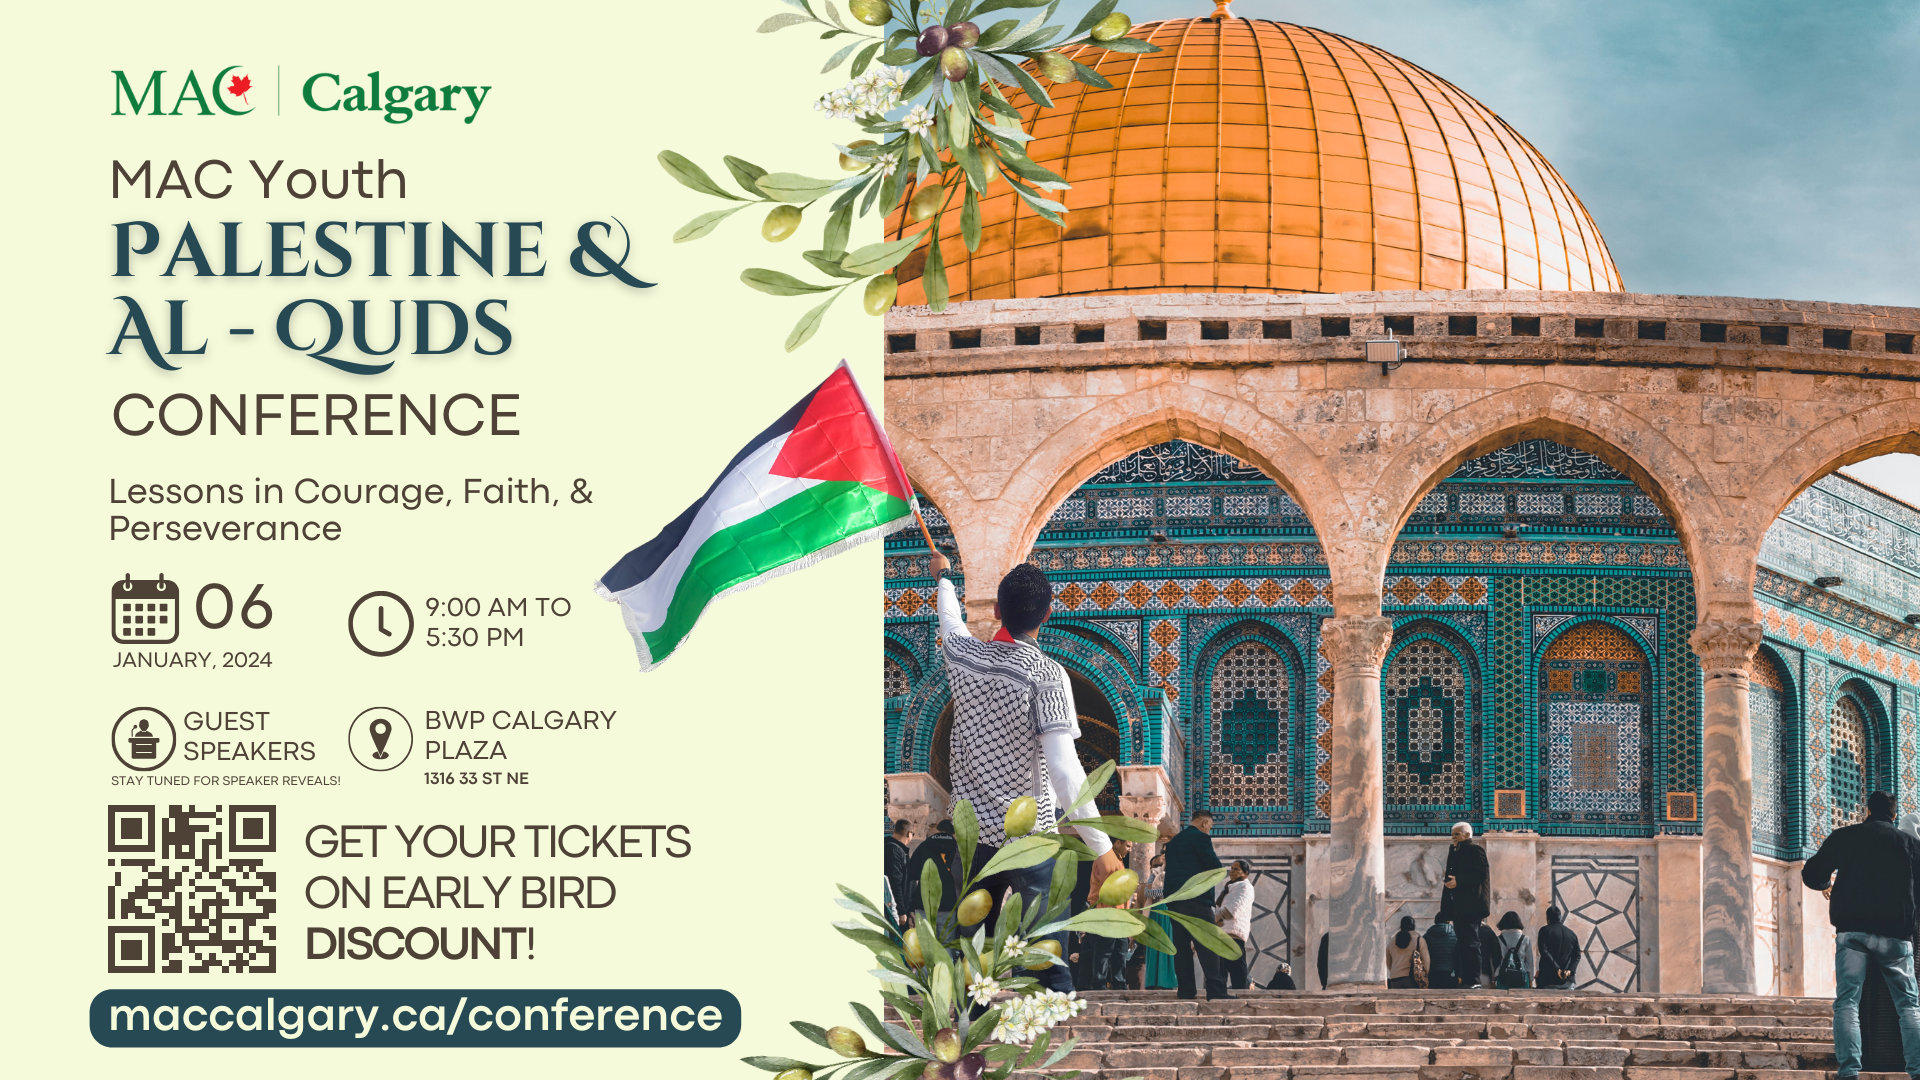 MAC | Calgary
MAC Youth
PALESTINE &
AL - QUDS
CONFERENCE
Lessons in Courage, Faith, &
Perseverance
06
JANUARY, 2024
9:00 AM TO
5:30 PM
GUEST
SPEAKERS
STAY TUNED FOR SPEAKER REVEALS!
BWP CALGARY
PLAZA
1316 33 ST NE
GET YOUR TICKETS
ON EARLY BIRD
DISCOUNT!
maccalgary.ca/conference